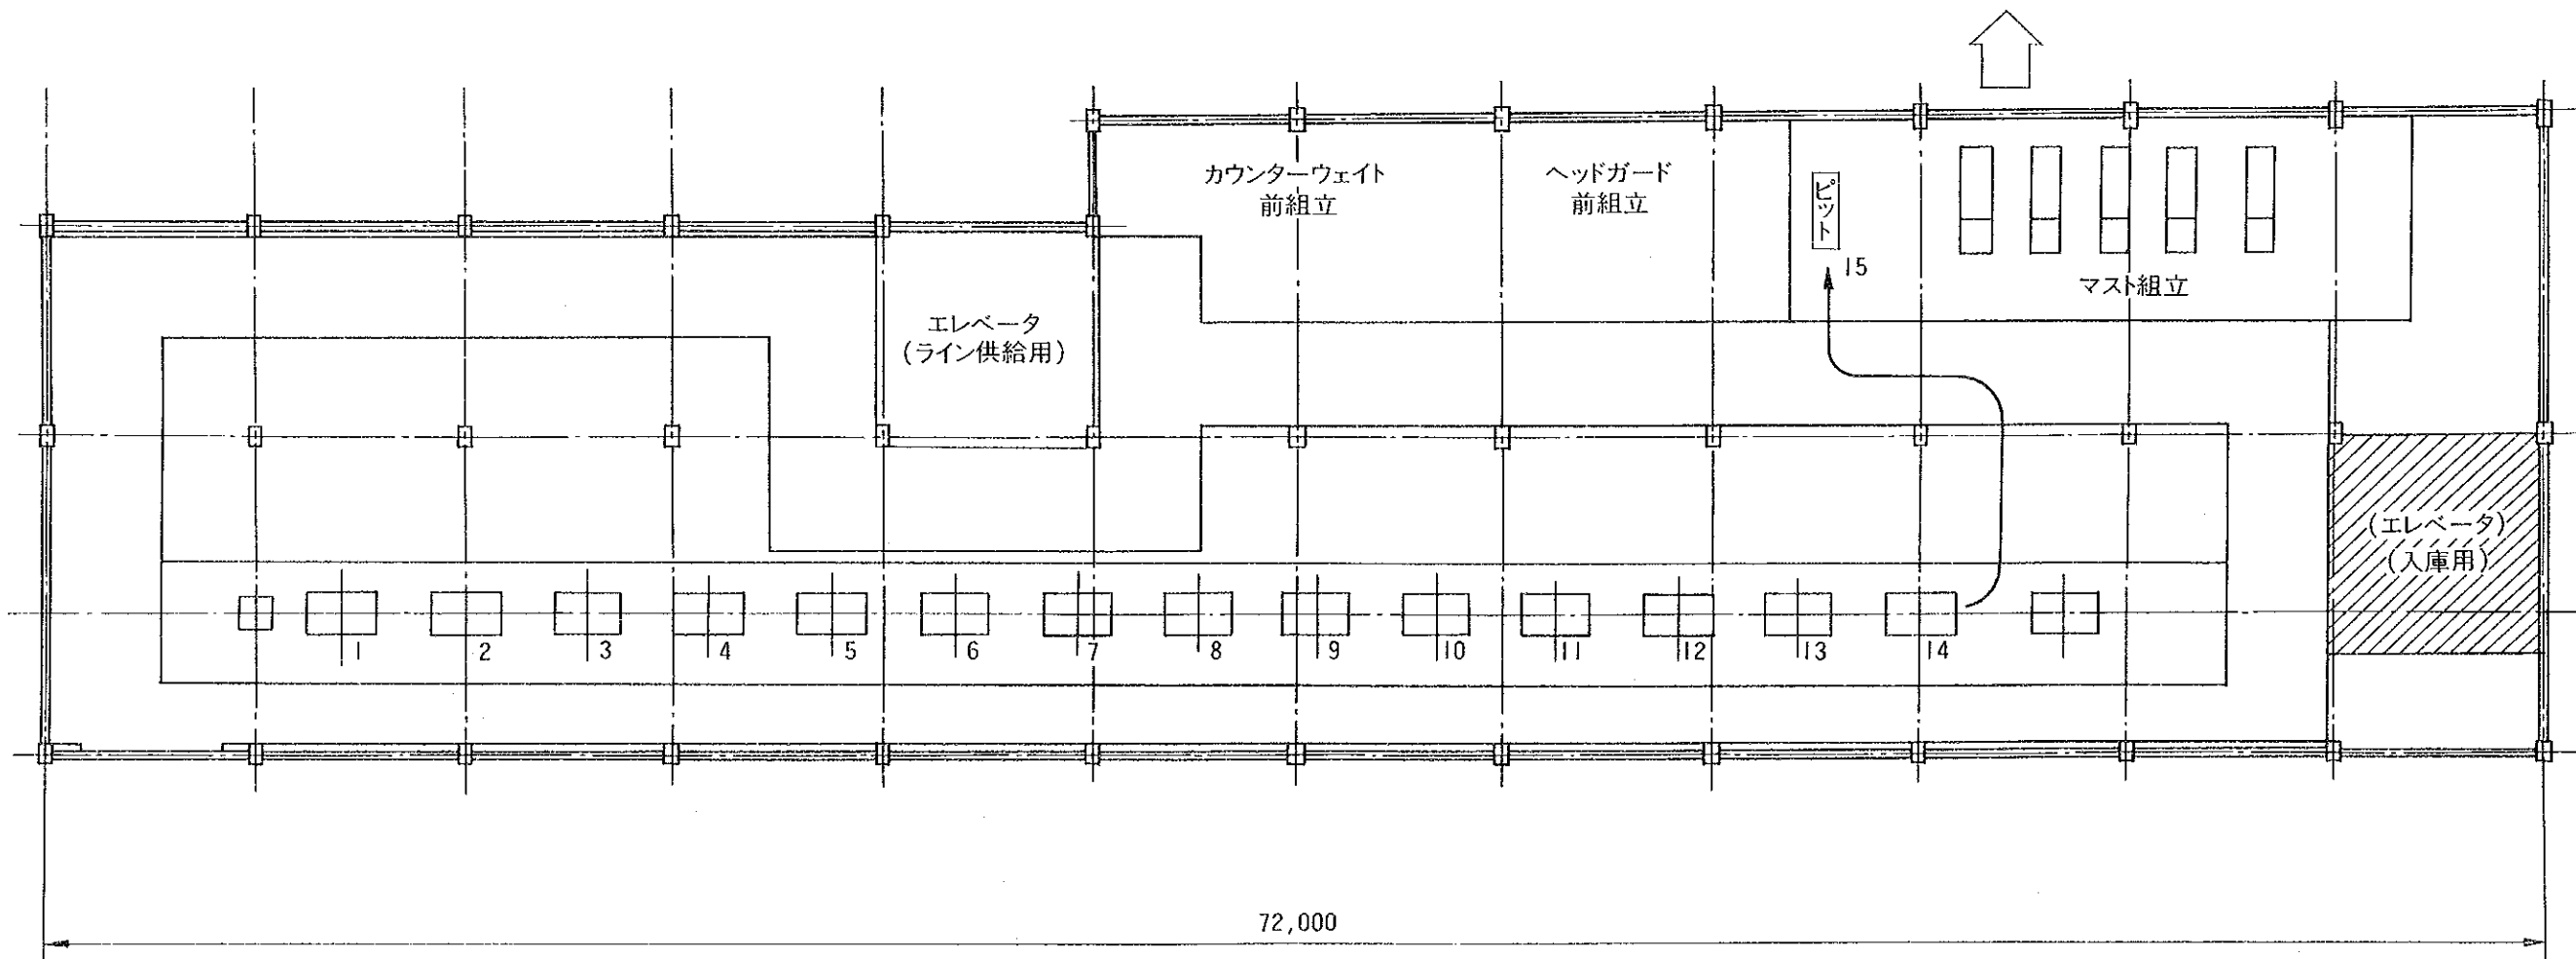 カウンターウェイト
前組立
ヘッドガード
前組立
ピット
15
マスト組立
エレベータ
(ライン供給用)
(エレベータ)
(入庫用)
1
2
3
4
5
6
7
8
9
10
11
12
13
14
72,000